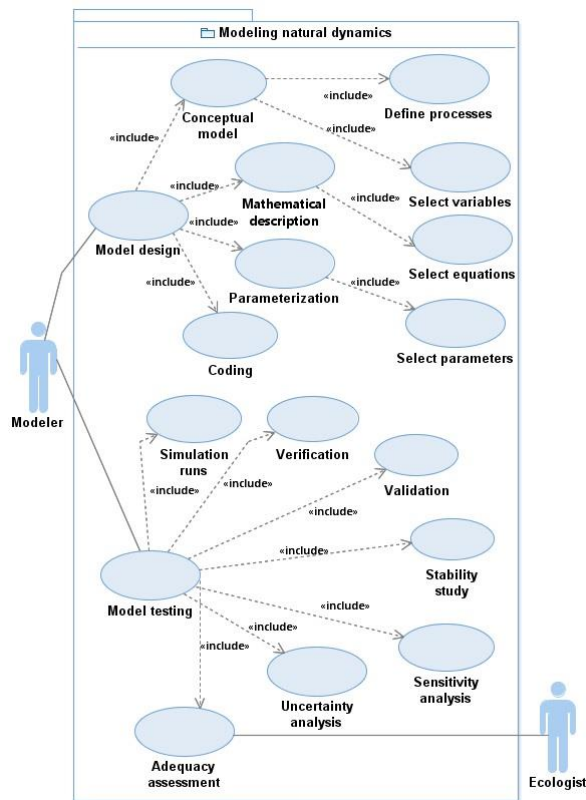 Modeling natural dynamics
«include»
Define processes
Conceptual
model
«include»
«include»
Select variables
«include»
Mathematical
description
«include»
«include»
Model design
Select equations
«include»
«include»
Parameterization
Select parameters
Coding
Modeler
Simulation
runs
Verification
«include»
«include»
Validation
«include»
«include»
Stability
study
Model testing
«include»
«include»
«include»
Sensitivity
analysis
Uncertainty
analysis
Adequacy
assessment
Ecologist